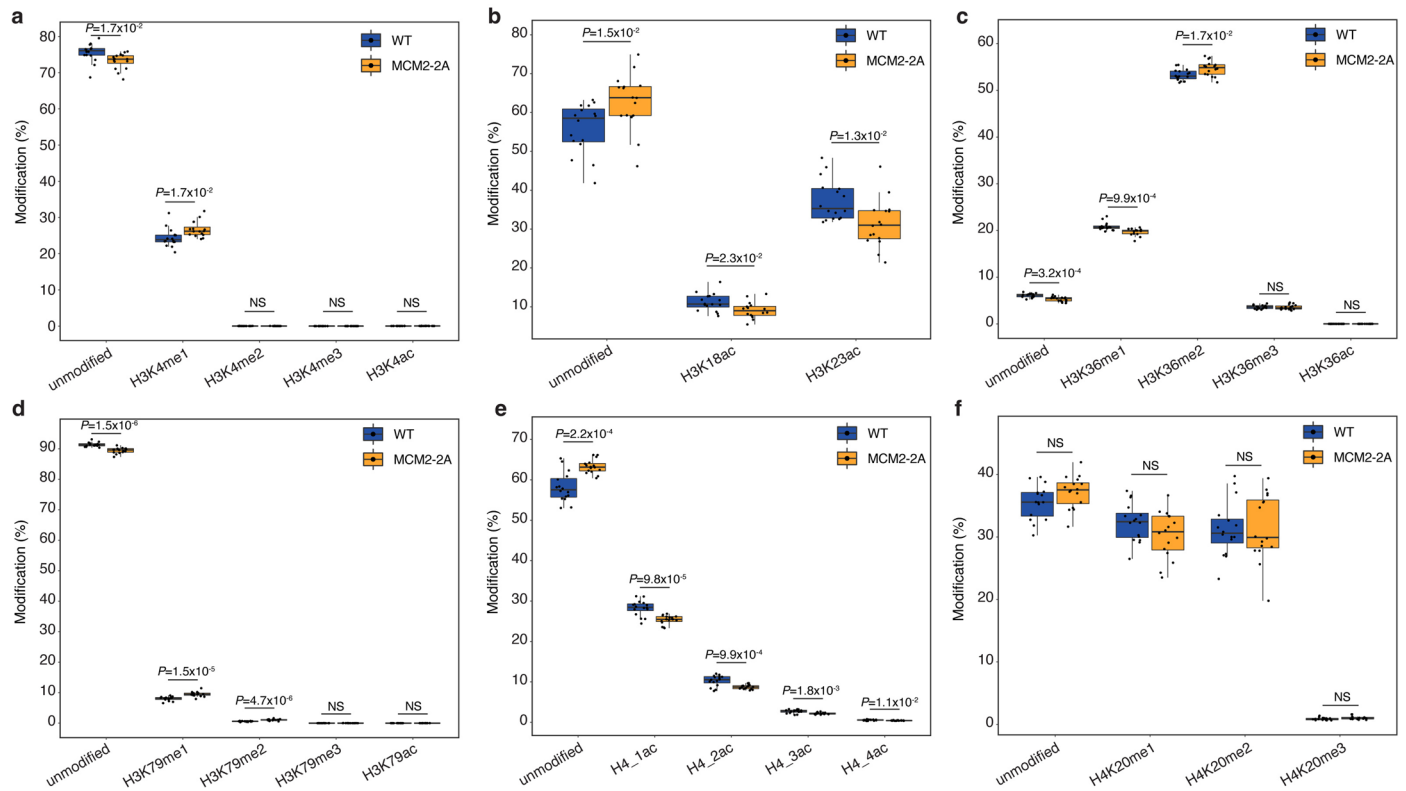 a
Modification (%)
80
70
60
50
40
30
20
10
0
P=1.7x10-2
P=1.7x10-2
NS
NS
NS
WT
MCM2-2A
unmodified
H3K4me1
H3K4me2
H3K4me3
H3K4ac
b
Modification (%)
80
70
60
50
40
30
20
10
P=1.5x10-2
P=2.3x10-2
P=1.3x10-2
WT
MCM2-2A
unmodified
H3K18ac
H3K23ac
c
Modification (%)
60
50
40
30
20
10
0
P=3.2x10-4
P=9.9x10-4
P=1.7x10-2
NS
NS
WT
MCM2-2A
unmodified
H3K36me1
H3K36me2
H3K36me3
H3K36ac
d
Modification (%)
90
80
70
60
50
40
30
20
10
0
P=1.5x10-6
P=1.5x10-5
P=4.7x10-6
NS
NS
WT
MCM2-2A
unmodified
H3K79me1
H3K79me2
H3K79me3
H3K79ac
e
Modification (%)
70
60
50
40
30
20
10
0
P=2.2x10-4
P=9.8x10-5
P=9.9x10-4
P=1.8x10-3
P=1.1x10-2
WT
MCM2-2A
unmodified
H4_1ac
H4_2ac
H4_3ac
H4_4ac
f
Modification (%)
40
30
20
10
0
NS
NS
NS
NS
WT
MCM2-2A
unmodified
H4K20me1
H4K20me2
H4K20me3